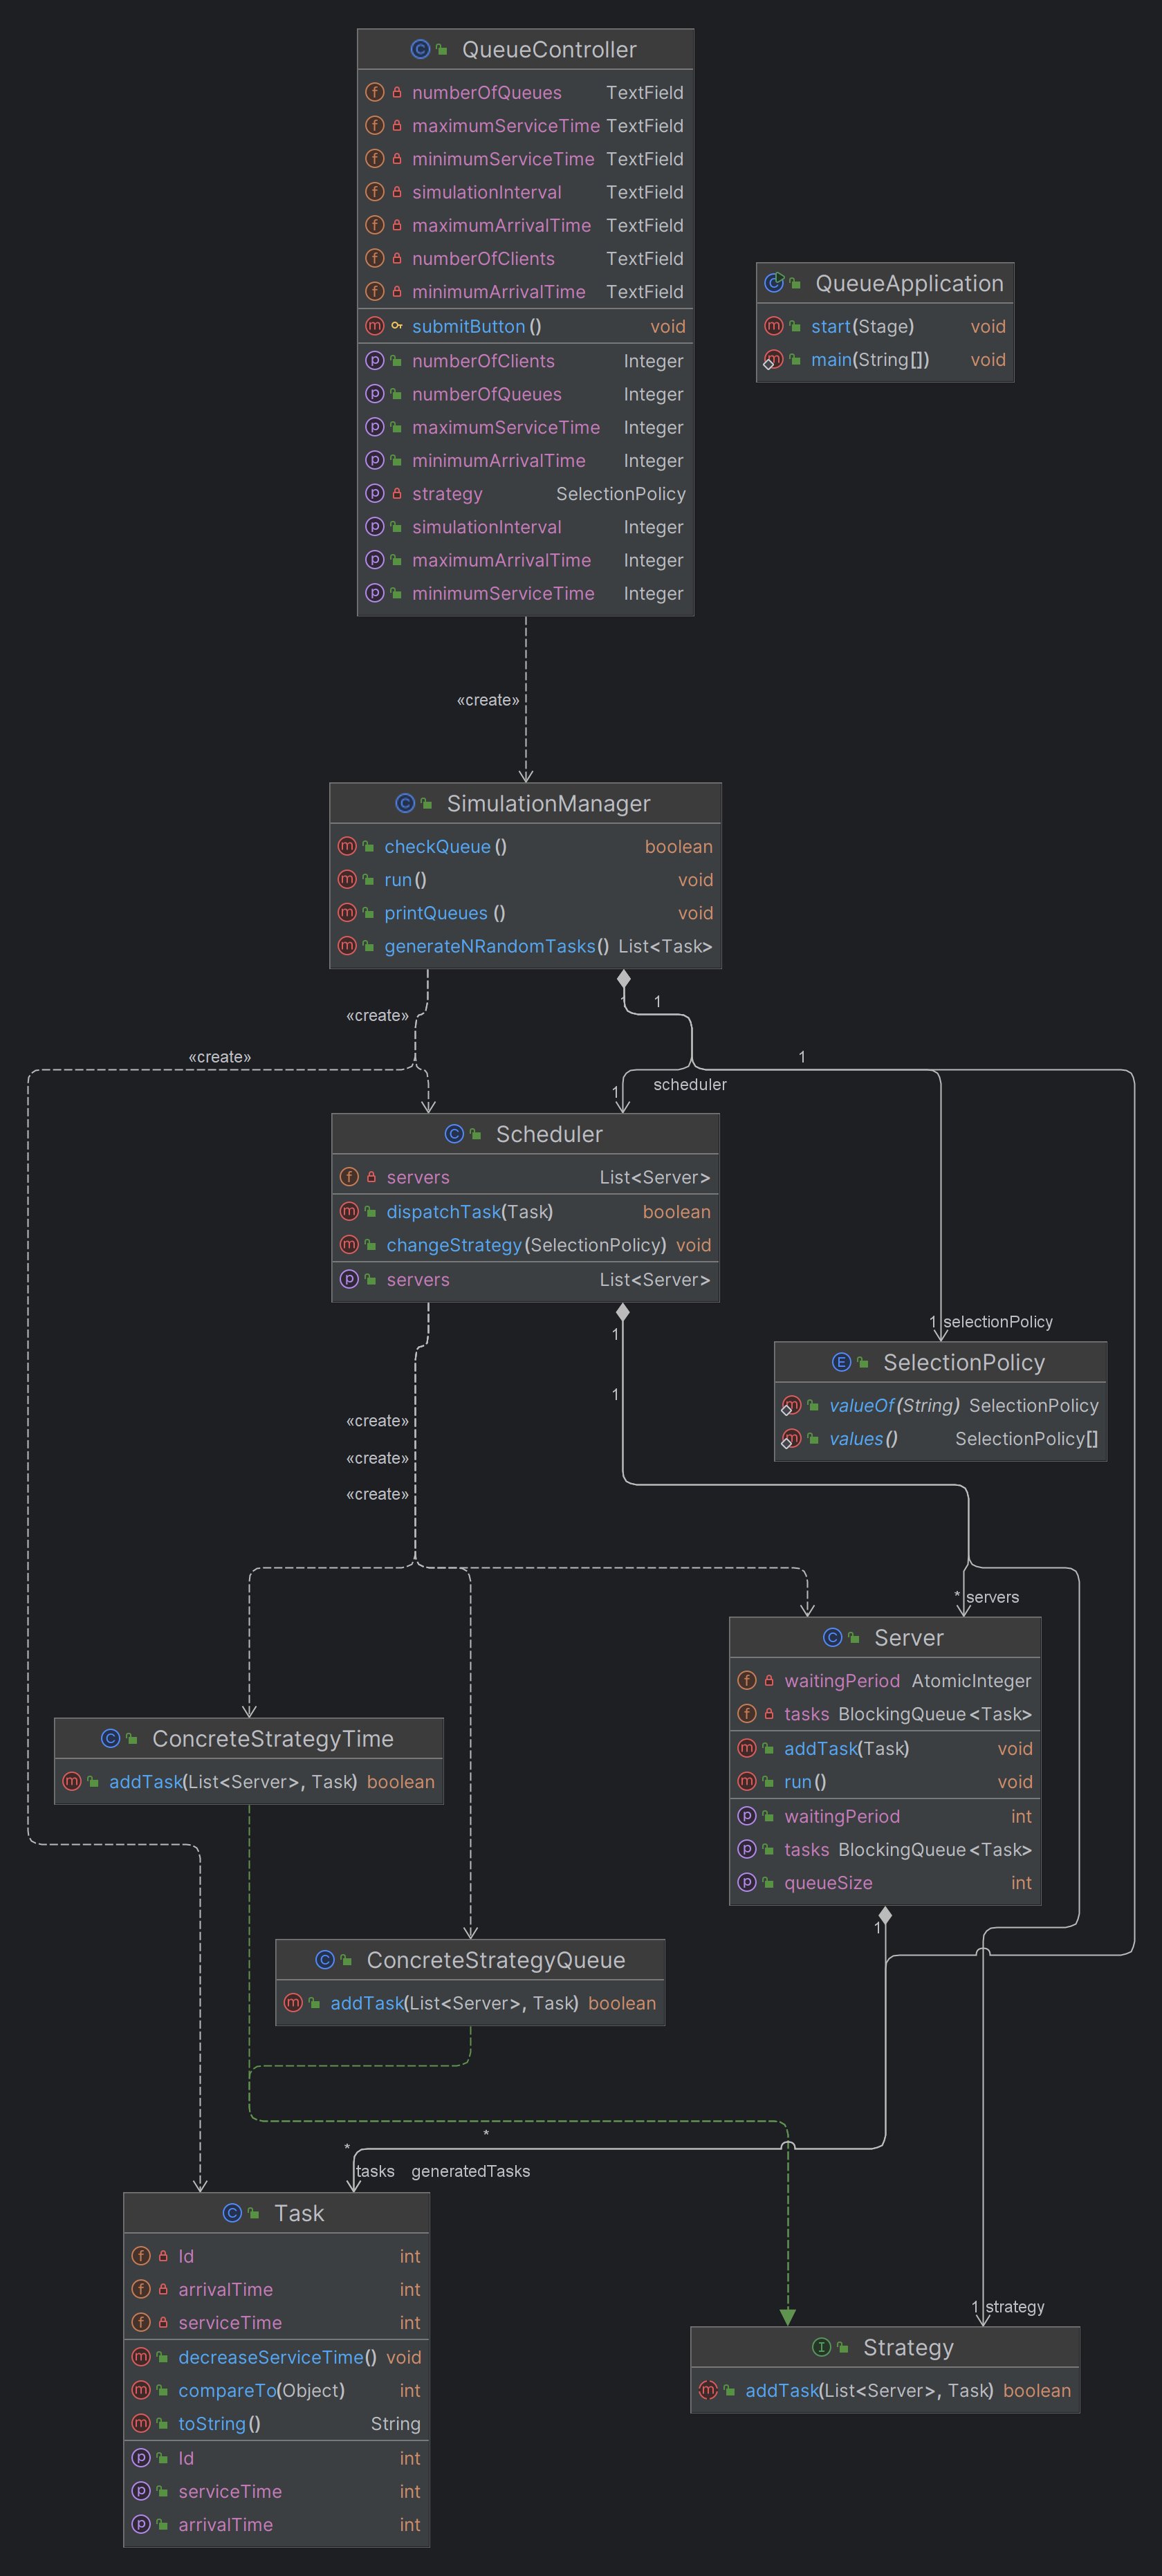 QueueController
numberOfQueues TextField
maximumServiceTime TextField
minimumServiceTime TextField
simulationInterval TextField
maximumArrivalTime TextField
numberOfClients TextField
minimumArrivalTime TextField
submitButton() void
numberOfClients Integer
numberOfQueues Integer
maximumServiceTime Integer
minimumArrivalTime Integer
strategy SelectionPolicy
simulationInterval Integer
maximumArrivalTime Integer
minimumServiceTime Integer
QueueApplication
start(Stage) void
main(String[]) void
«create»
SimulationManager
checkQueue() boolean
run() void
printQueues() void
generateNRandomTasks() List<Task>
«create»
1 1
«create»
1
1
scheduler
Scheduler
servers List<Server>
dispatchTask(Task) boolean
changeStrategy(SelectionPolicy) void
servers List<Server>
1
1
1 selectionPolicy
SelectionPolicy
valueOf(String) SelectionPolicy
values() SelectionPolicy[]
«create»
«create»
«create»
* servers
Server
waitingPeriod AtomicInteger
tasks BlockingQueue<Task>
addTask(Task) void
run() void
waitingPeriod int
tasks BlockingQueue<Task>
queueSize int
1
ConcreteStrategyTime
addTask(List<Server>, Task) boolean
ConcreteStrategyQueue
addTask(List<Server>, Task) boolean
*
*
tasks generatedTasks
Task
Id int
arrivalTime int
serviceTime int
decreaseServiceTime() void
compareTo(Object) int
toString() String
Id int
serviceTime int
arrivalTime int
1 strategy
Strategy
addTask(List<Server>, Task) boolean